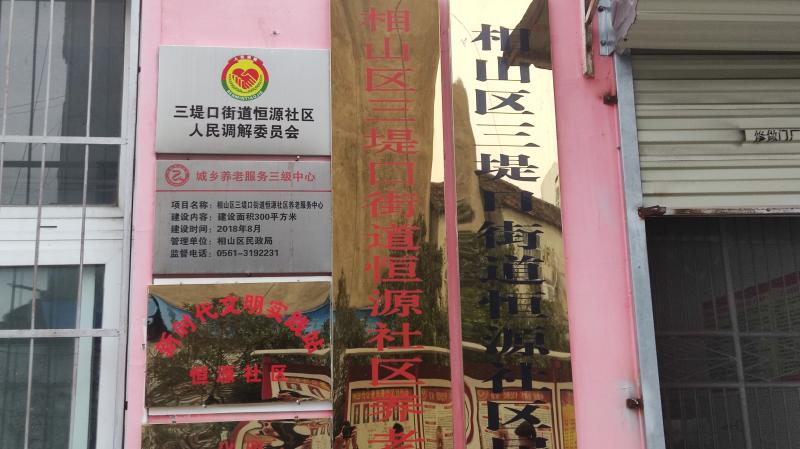 三堤口街道恒源社区
人民调解委员会
城乡养老服务三级中心
项目名称：相山区三堤口街道恒源社区养老服务中心
建设内容：建设面积300平方米
建设时间：2018年8月
管理单位：相山区民政局
监督电话：0561-3192231
新时代文明实践站
恒源社区
相山区三堤口街道恒源社区养老
相山区三堤口街道恒源社区
修做门厂